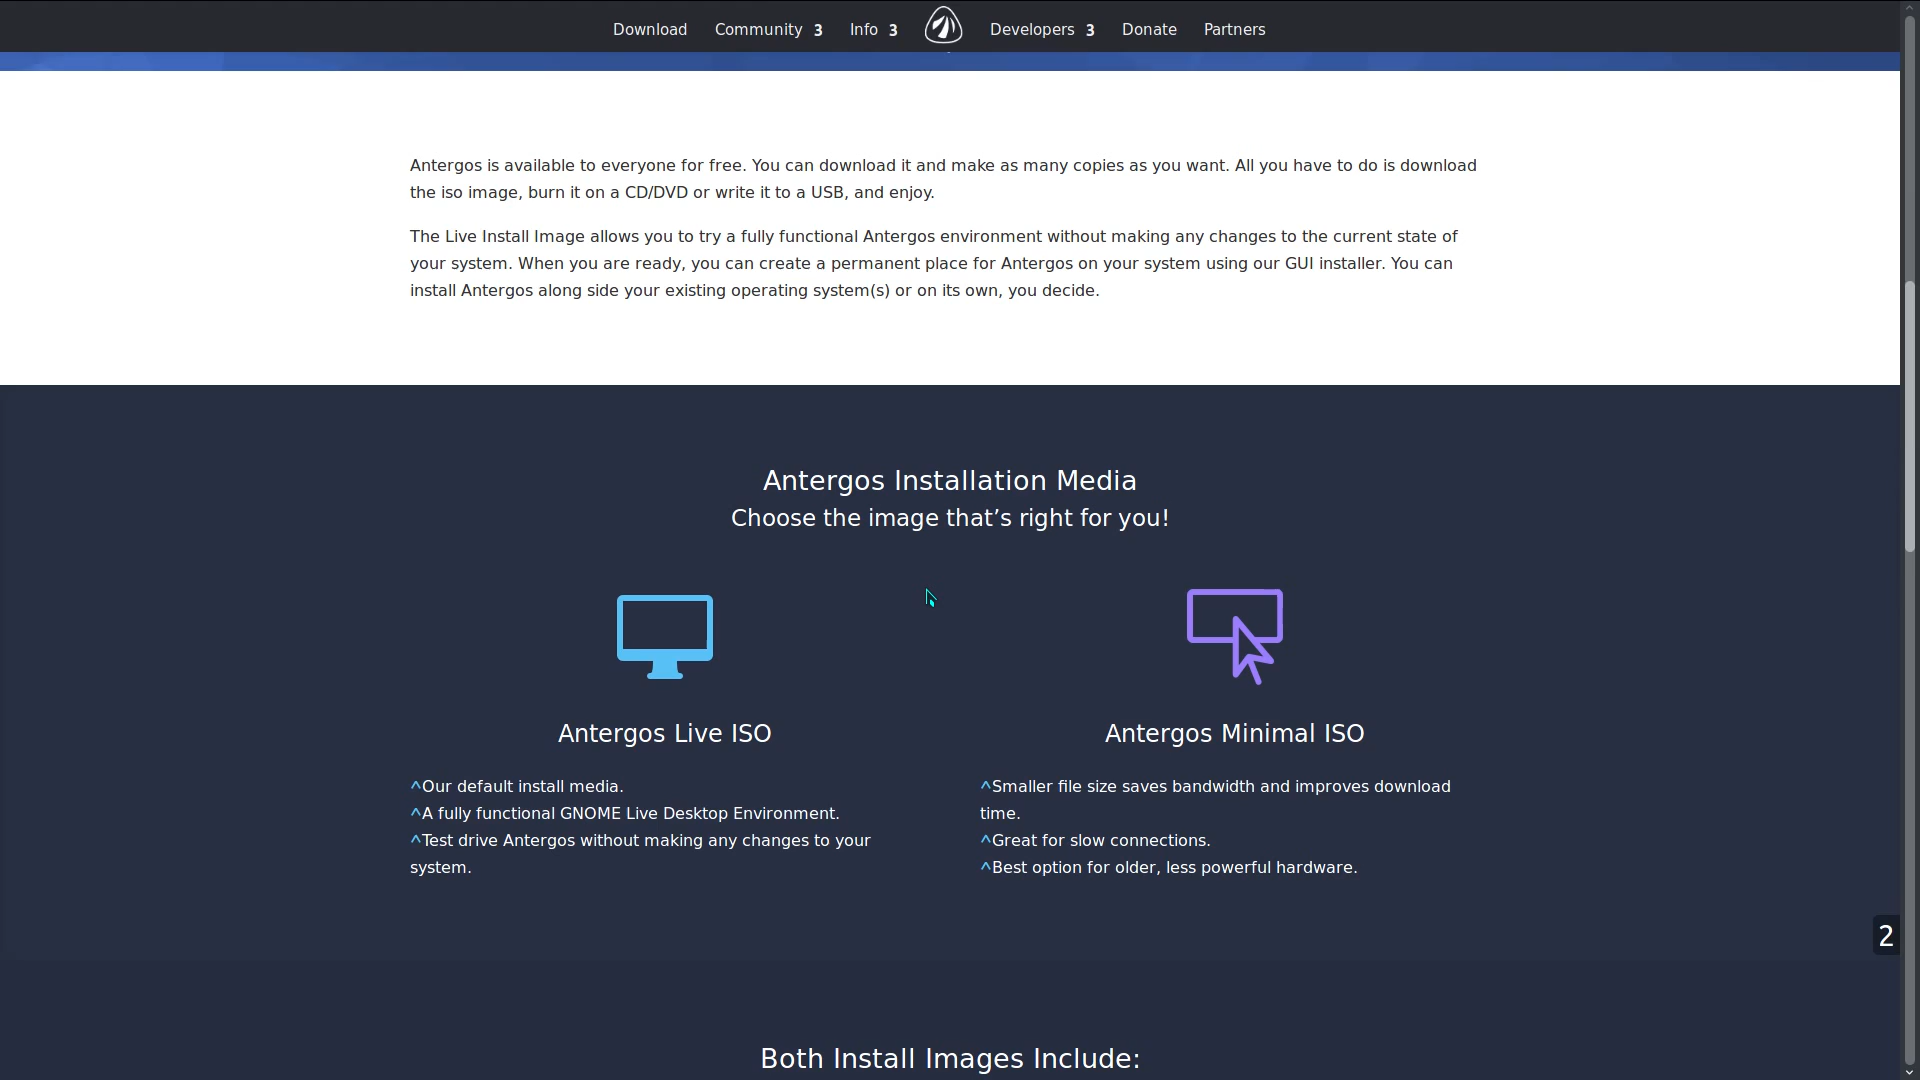 Download Community 3 Info 3 Developers 3 Donate Partners
Antergos is available to everyone for free. You can download it and make as many copies as you want. All you have to do is download
the iso image, burn it on a CD/DVD or write it to a USB, and enjoy.
The Live Install Image allows you to try a fully functional Antergos environment without making any changes to the current state of
your system. When you are ready, you can create a permanent place for Antergos on your system using our GUI installer. You can
install Antergos along side your existing operating system(s) or on its own, you decide.
Antergos Installation Media
Choose the image that’s right for you!
Antergos Live ISO
^Our default install media.
^A fully functional GNOME Live Desktop Environment.
^Test drive Antergos without making any changes to your
system.
Antergos Minimal ISO
^Smaller file size saves bandwidth and improves download
time.
^Great for slow connections.
^Best option for older, less powerful hardware.
2
Both Install Images Include: